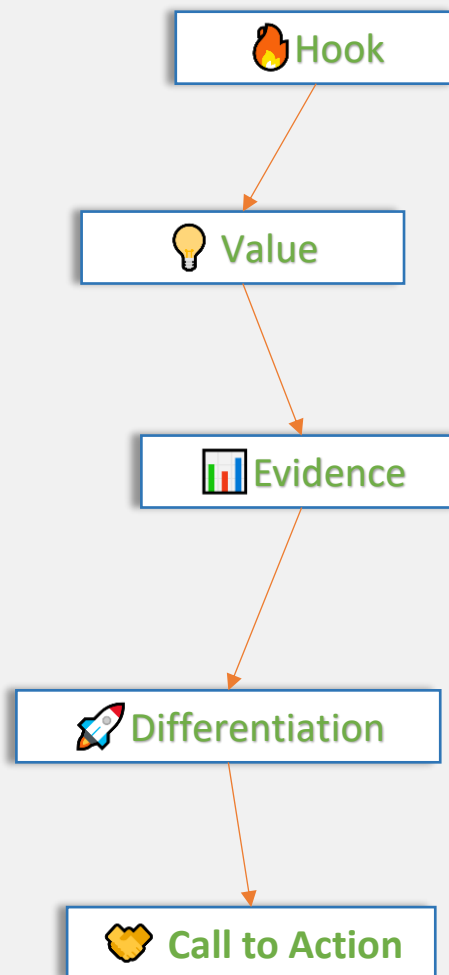 Hook
Value
Evidence
Differentiation
Call to Action